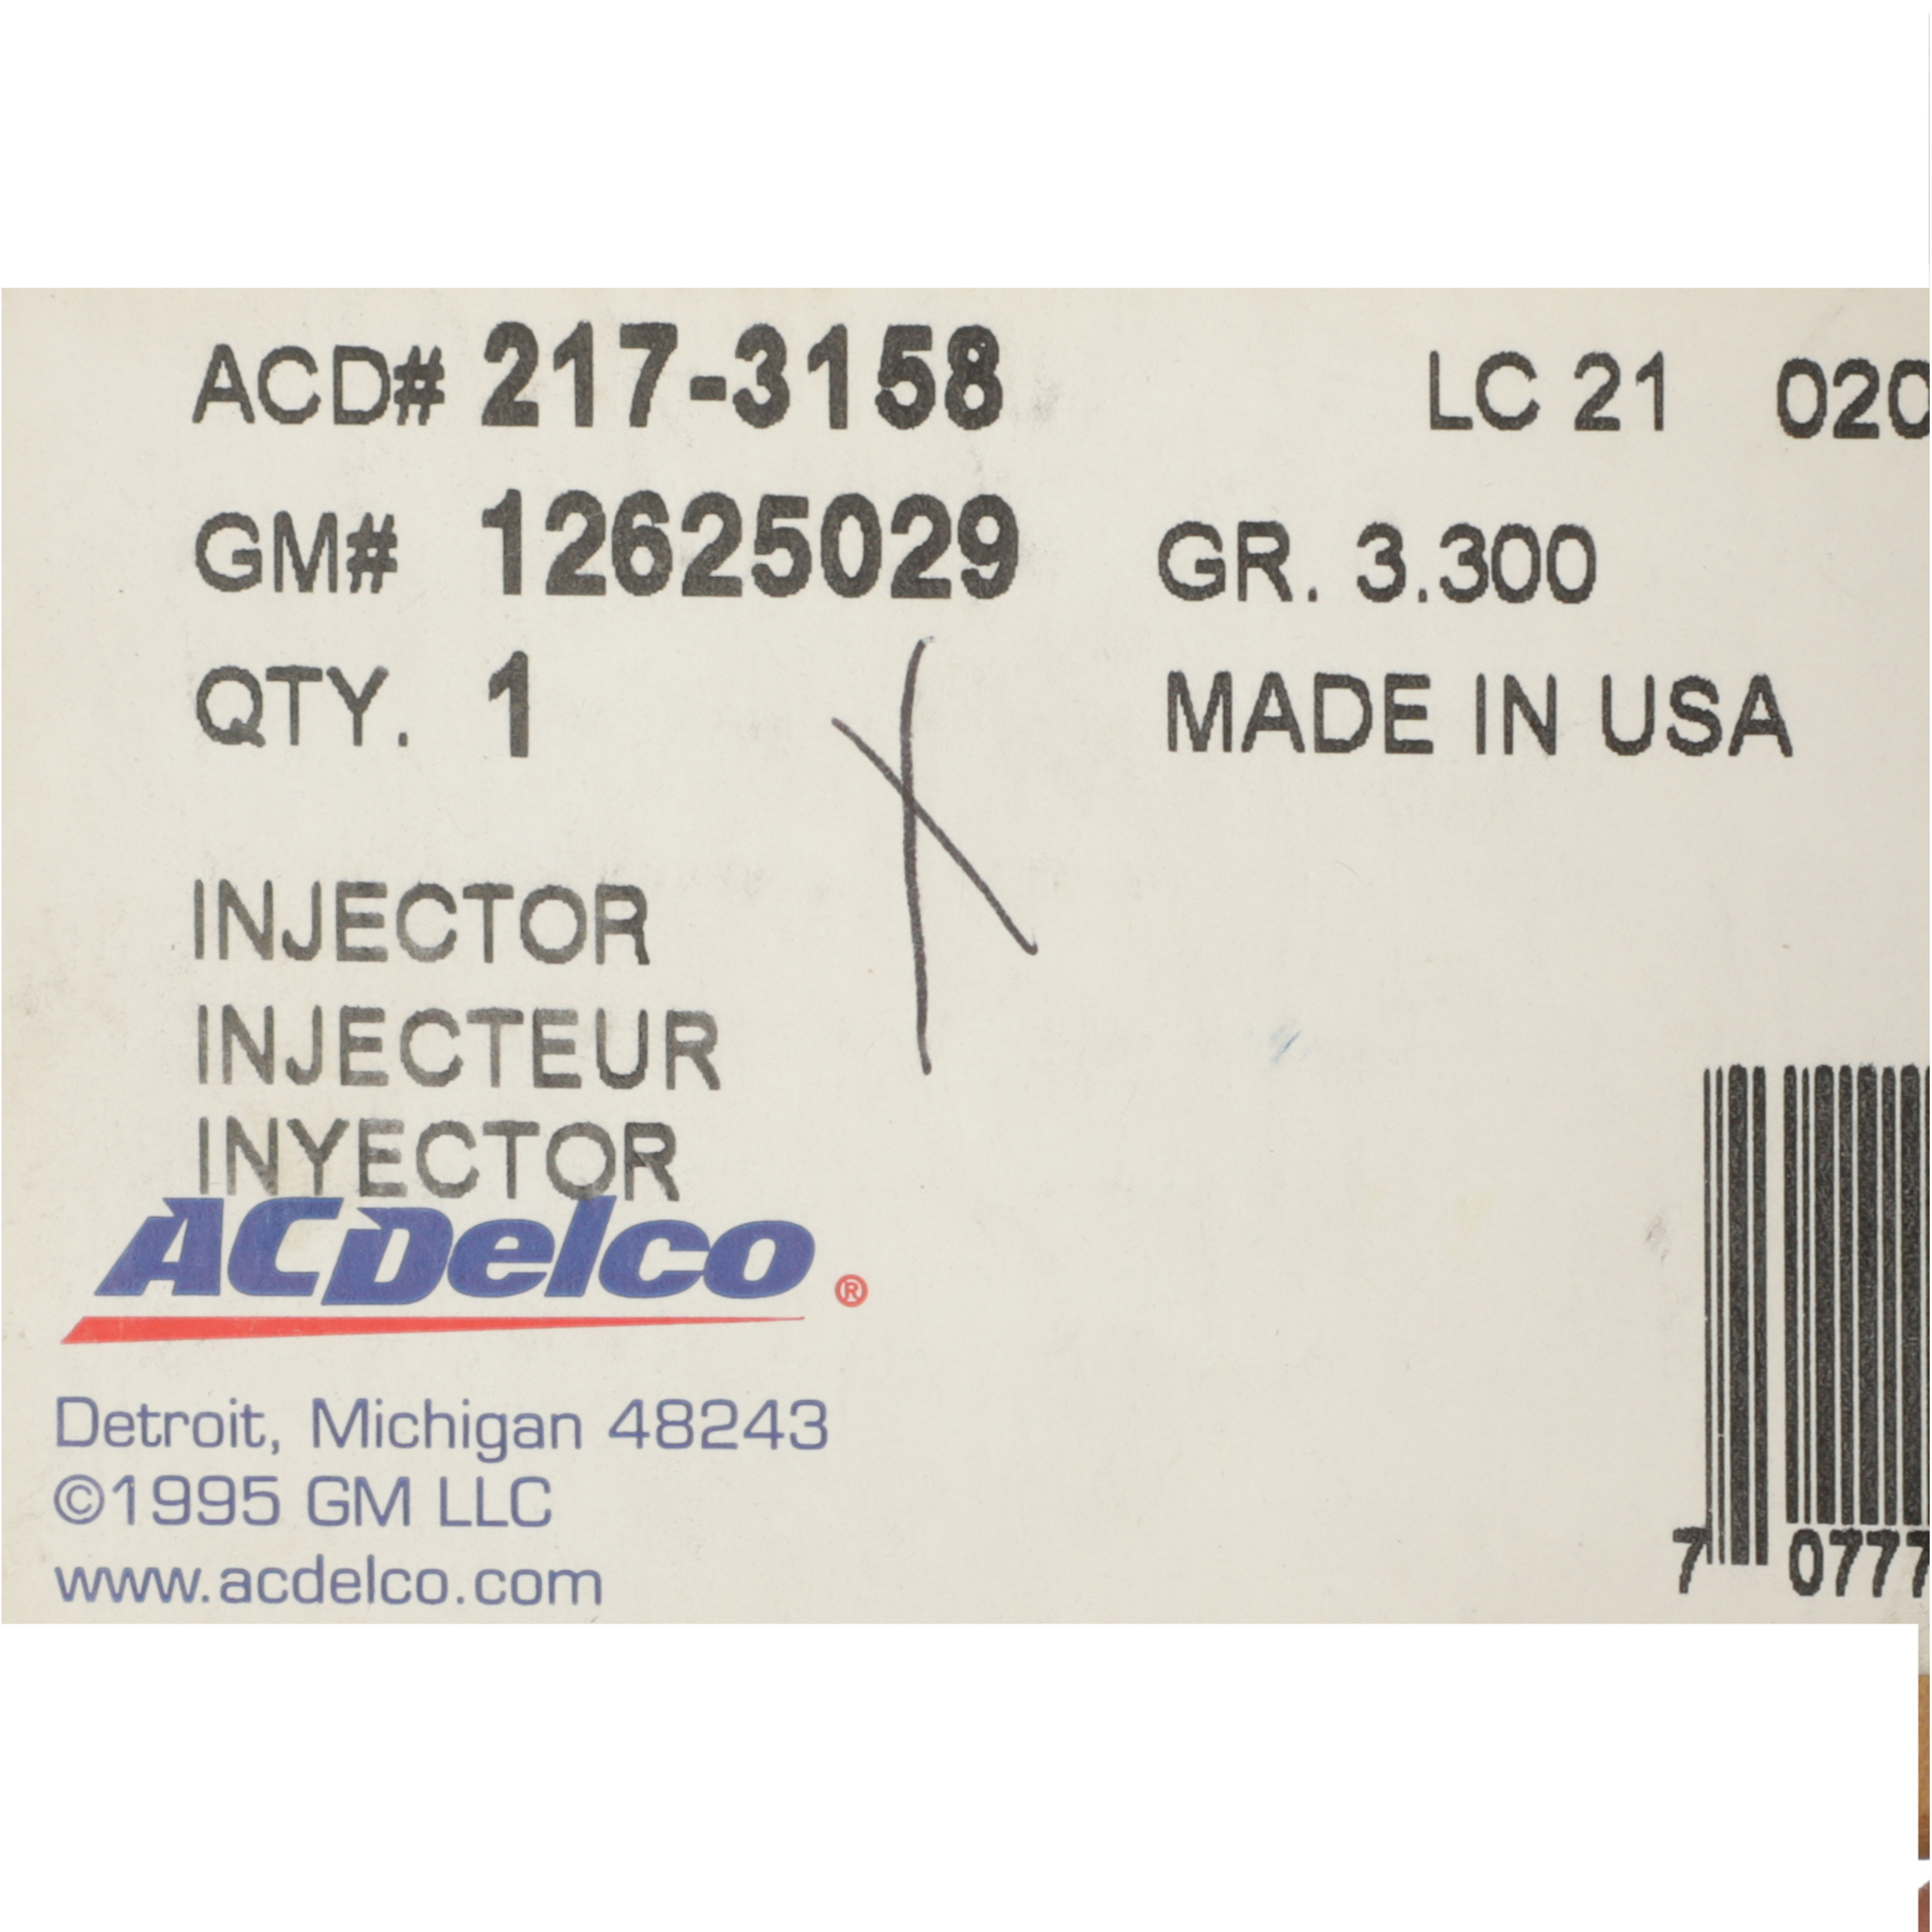 ACD# 217-3158 LC 21 020
GM# 12625029 GR. 3.300
QTY. 1 MADE IN USA
INJECTOR
INJECTEUR
INYECTOR
ACDelco®
Detroit, Michigan 48243
©1995 GM LLC
www.acdelco.com
7 0777